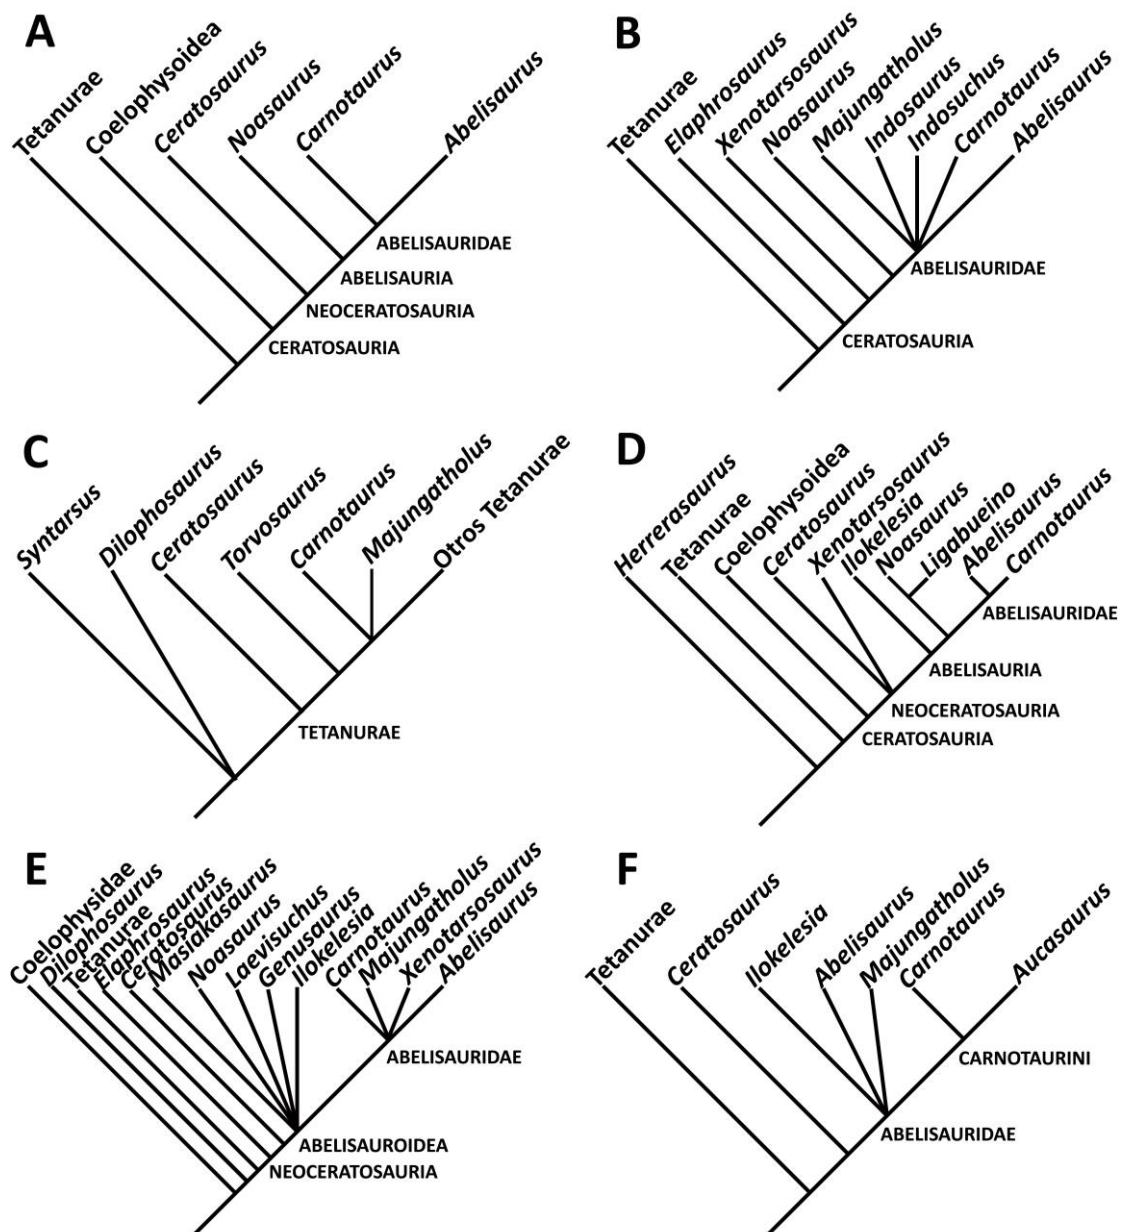 A
Tetanurae
Coelophysoidea
Ceratosaurus
Noasaurus
Carnotaurus
Abelisaurus
ABELISAURIDAE
ABELISAURIA
NEOCERATOSAURIA
CERATOSAURIA
B
Tetanurae
Elaphrosaurus
Xenotarsosaurus
Noasaurus
Majungatholus
Indosaurus
Indosuchus
Carnotaurus
Abelisaurus
ABELISAURIDAE
CERATOSAURIA
C
Syntarsus
Dilophosaurus
Ceratosaurus
Torvosaurus
Carnotaurus
Majungatholus
Otros Tetanurae
TETANURAE
D
Herrerasaurus
Tetanurae
Coelophysoidea
Ceratosaurus
Xenotarsosaurus
Ilokelesia
Noasaurus
Ligabueino
Abelisaurus
Carnotaurus
ABELISAURIDAE
ABELISAURIA
NEOCERATOSAURIA
CERATOSAURIA
E
Coelophysidae
Dilophosaurus
Tetanurae
Elaphrosaurus
Ceratosaurus
Masiakasaurus
Noasaurus
Laevisuchus
Genusaurus
Ilokelesia
Carnotaurus
Majungatholus
Xenotarsosaurus
Abelisaurus
ABELISAURIDAE
ABELISAUROIDEA
NEOCERATOSAURIA
F
Tetanurae
Ceratosaurus
Ilokelesia
Abelisaurus
Majungatholus
Carnotaurus
Aucasaurus
CARNOTAURINI
ABELISAURIDAE